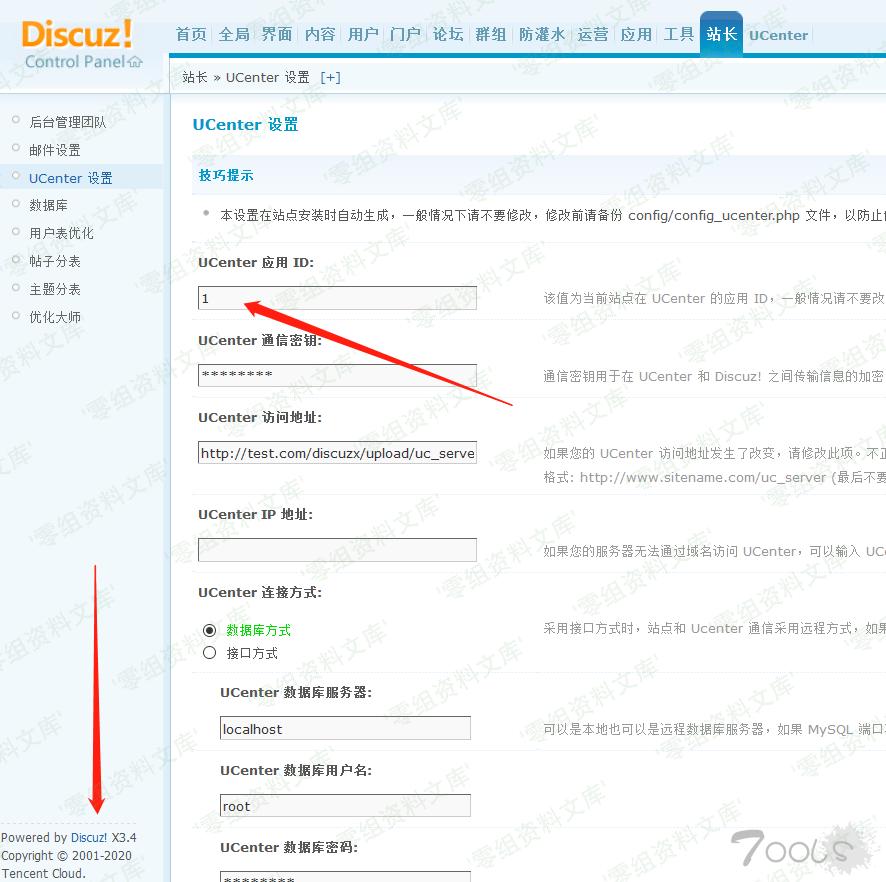 Discuz!
Control Panel
首页 全局 界面 内容 用户 门户 论坛 群组 防灌水 运营 应用 工具 站长 UCenter
站长 » UCenter 设置 [+]
后台管理团队
邮件设置
UCenter 设置
数据库
用户表优化
帖子分表
主题分表
优化大师
UCenter 设置
技巧提示
本设置在站点安装时自动生成，一般情况下请不要修改，修改前请备份 config/config_ucenter.php 文件，以防止
UCenter 应用 ID:
1
该值为当前站点在 UCenter 的应用 ID，一般情况请不要改
UCenter 通信密钥:
********
通信密钥用于在 UCenter 和 Discuz! 之间传输信息的加密
UCenter 访问地址:
http://test.com/discuzx/upload/uc_serve
如果您的 UCenter 访问地址发生了改变，请修改此项。不正
格式: http://www.sitename.com/uc_server (最后不要
UCenter IP 地址:
如果您的服务器无法通过域名访问 UCenter，可以输入 UC
UCenter 连接方式:
数据库方式
接口方式
采用接口方式时，站点和 Ucenter 通信采用远程方式，如果
UCenter 数据库服务器:
localhost
可以是本地也可以是远程数据库服务器，如果 MySQL 端口
UCenter 数据库用户名:
root
UCenter 数据库密码:
********
Powered by Discuz! X3.4
Copyright © 2001-2020
Tencent Cloud.
零组资料文库
7ools